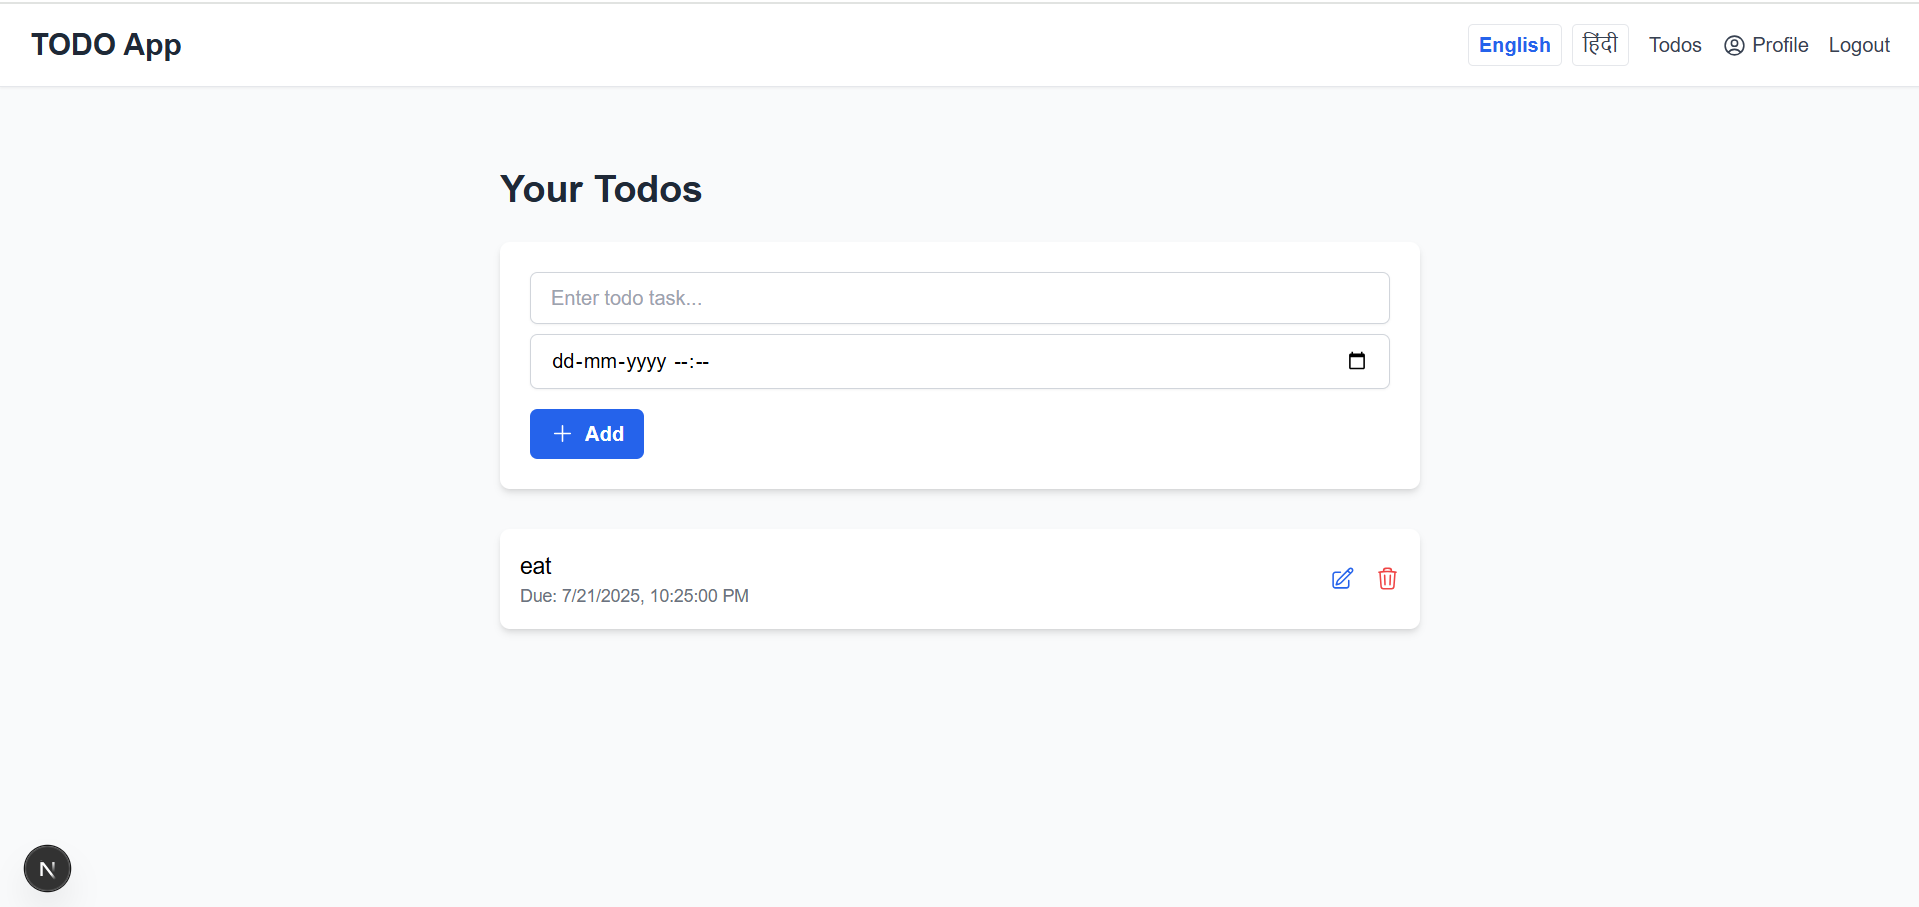 TODO App
English हिंदी Todos Profile Logout
Your Todos
Enter todo task...
dd-mm-yyyy --:--
Add
eat
Due: 7/21/2025, 10:25:00 PM
N